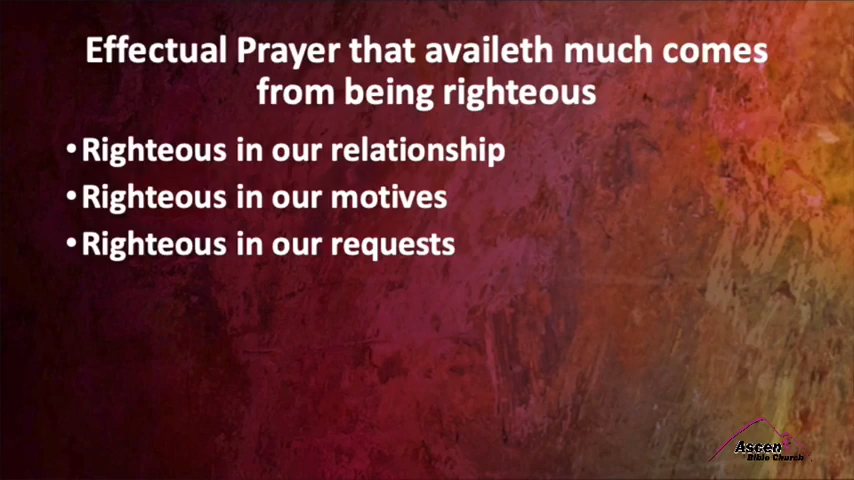 Effectual Prayer that availeth much comes
from being righteous
•Righteous in our relationship
•Righteous in our motives
•Righteous in our requests
Bible Church